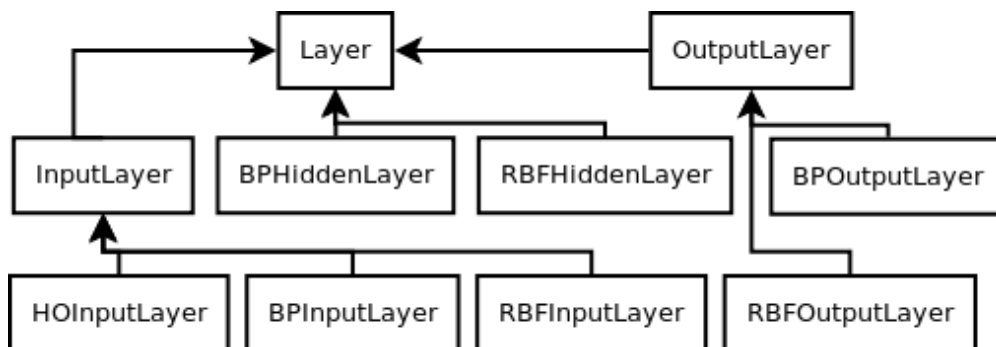 Layer
OutputLayer
InputLayer
BPHiddenLayer
RBFHiddenLayer
BPOutputLayer
HOInputLayer
BPInputLayer
RBFInputLayer
RBFOutputLayer